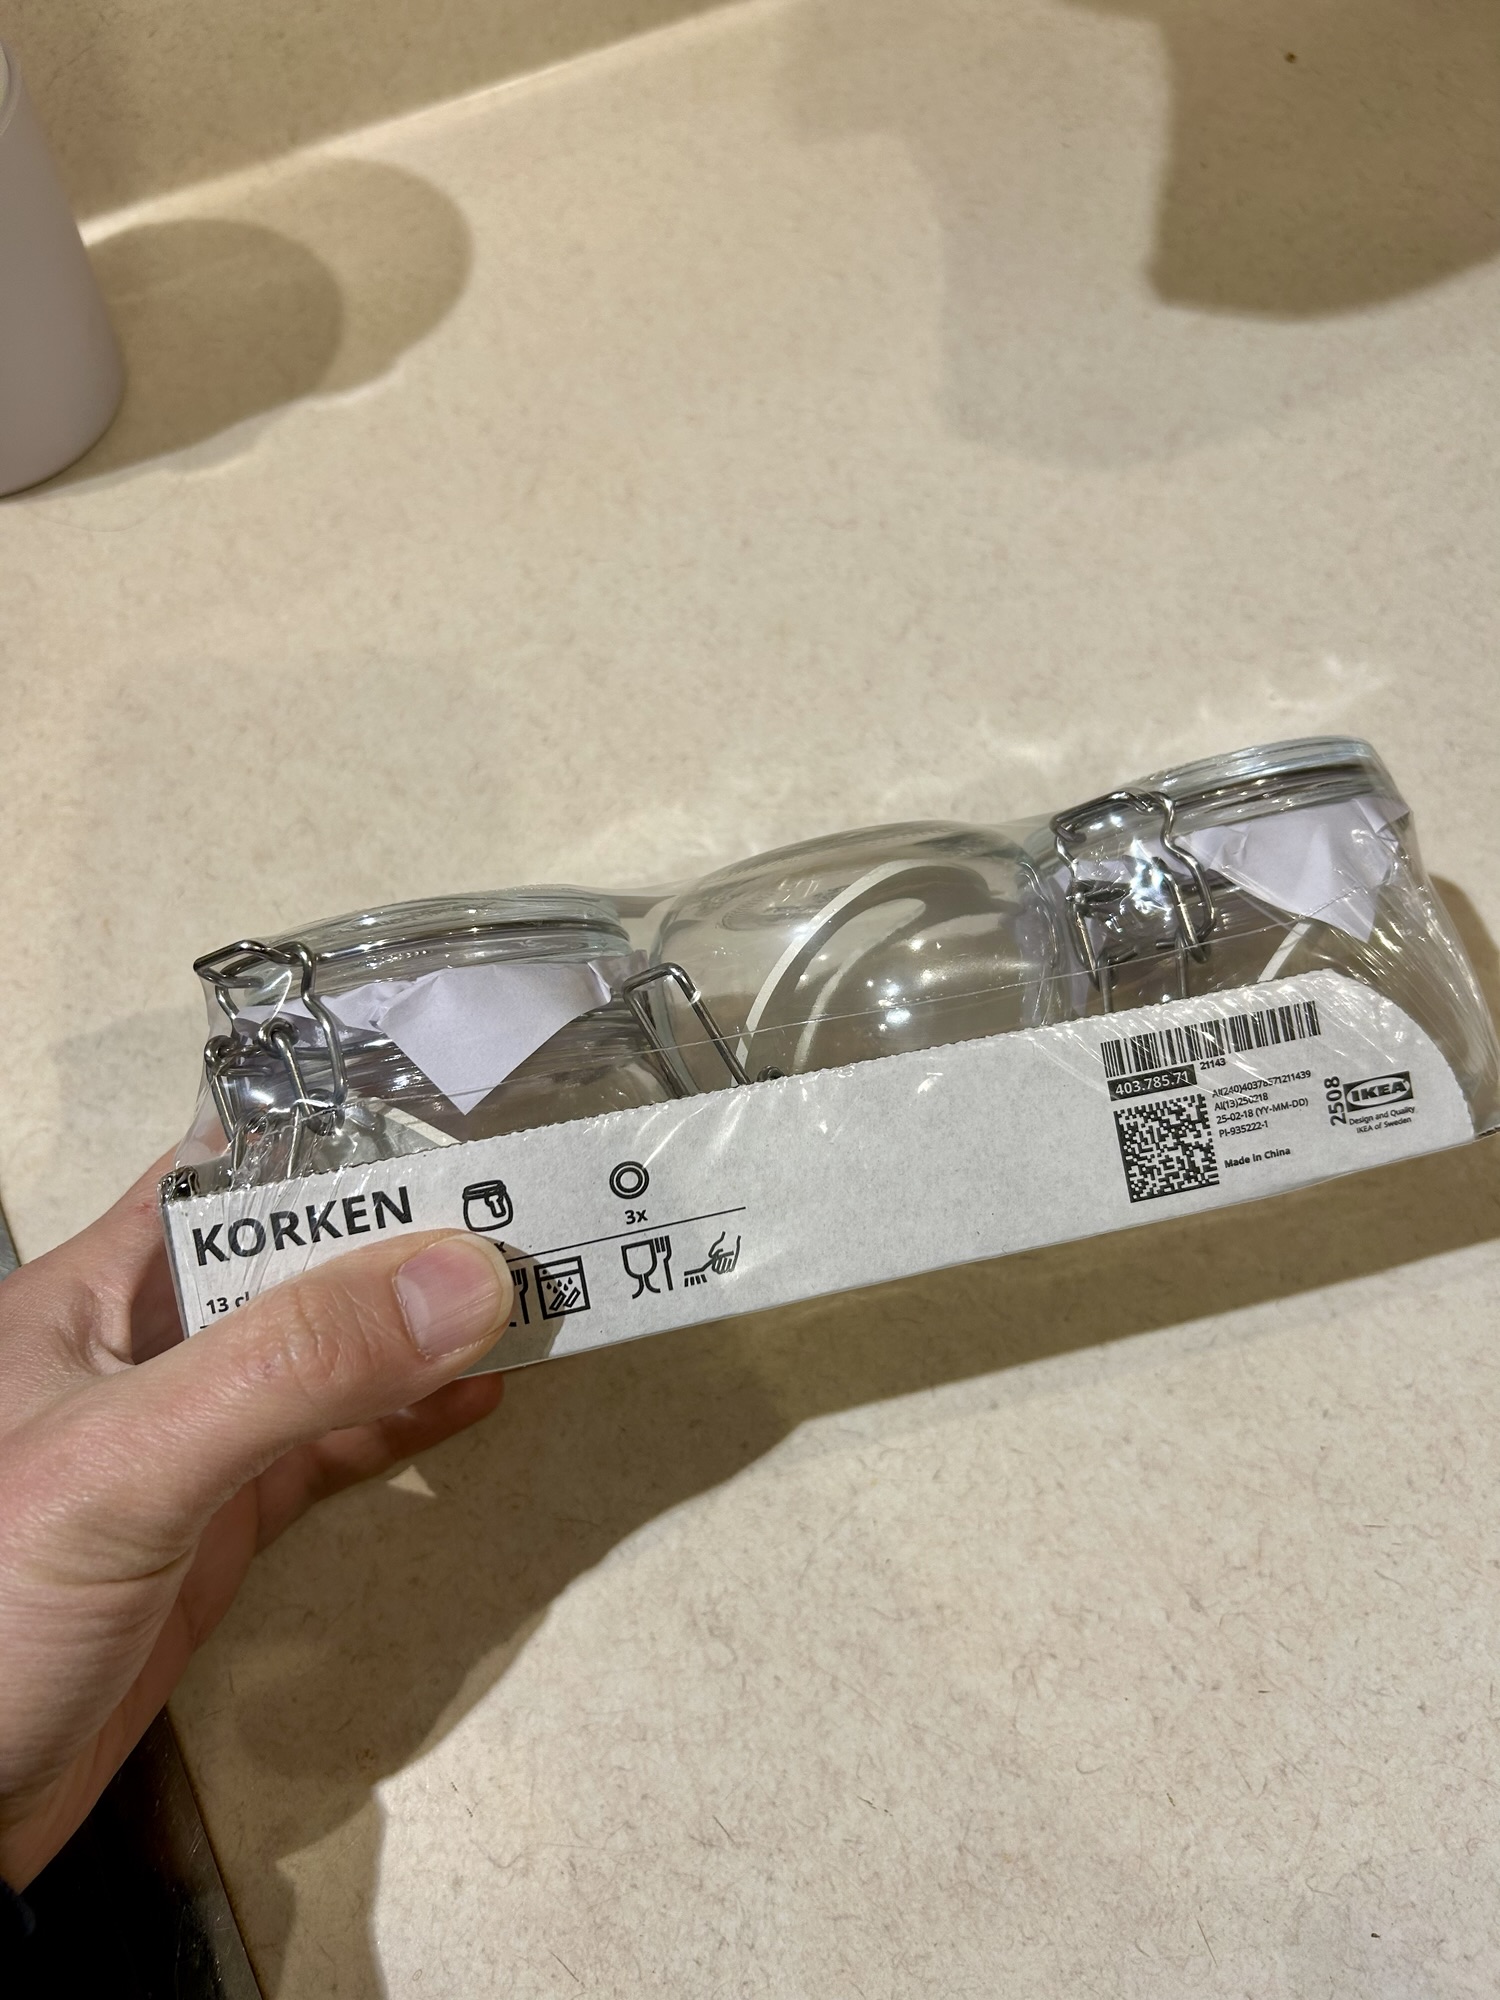 KORKEN
13 cl
3x
403.785.71
21143
AI(240)40378571211439
AI(13)250218
25-02-18 (YY-MM-DD)
PI-935222-1
Made in China
2508
IKEA
Design and Quality
IKEA of Sweden